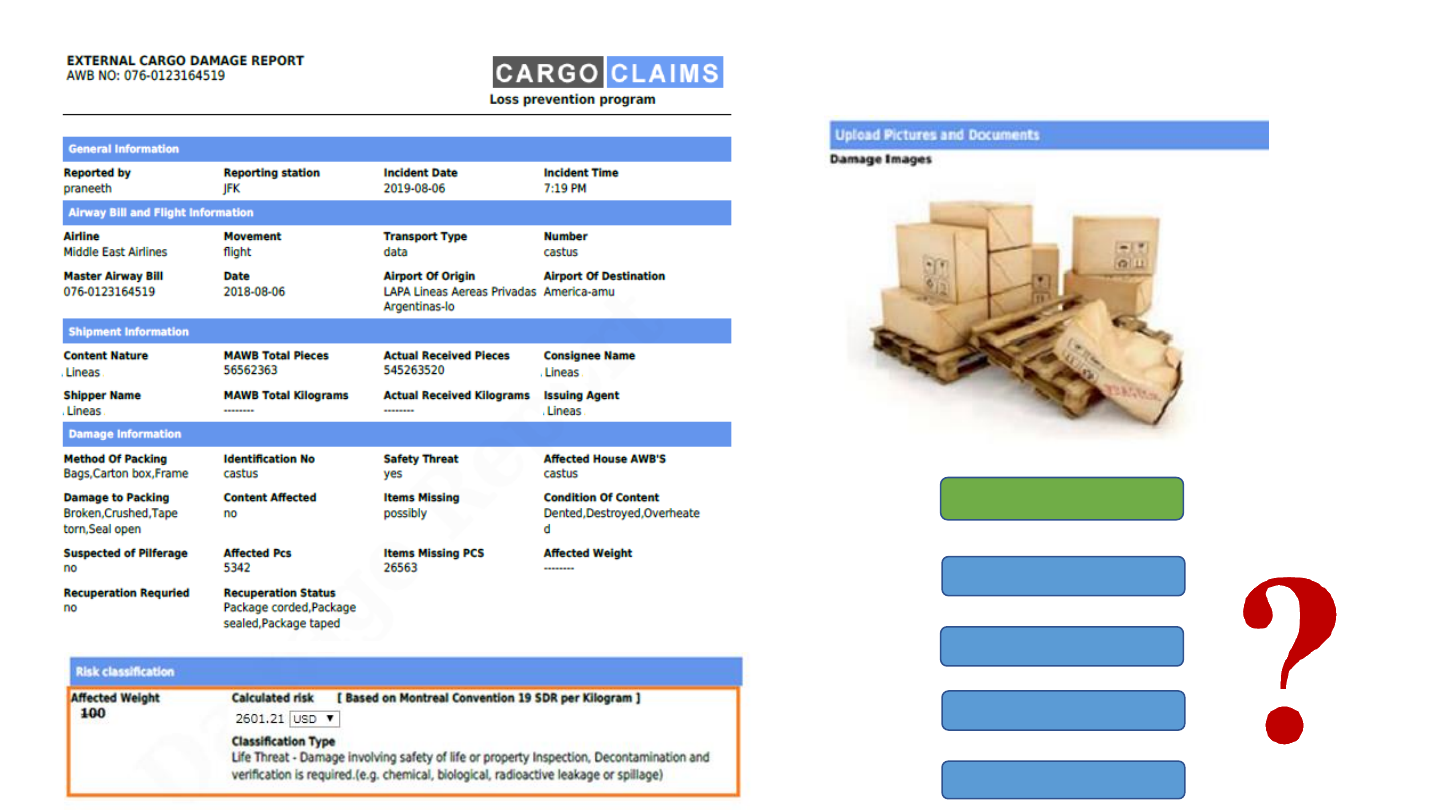 EXTERNAL CARGO DAMAGE REPORT
AWB NO: 076-0123164519
CARGO CLAIMS
Loss prevention program
General Information
Reported by Reporting station Incident Date Incident Time
praneeth JFK 2019-08-06 7:19 PM
Airway Bill and Flight Information
Airline Movement Transport Type Number
Middle East Airlines flight data castus
Master Airway Bill Date Airport Of Origin Airport Of Destination
076-0123164519 2018-08-06 LAPA Lineas Aereas Privadas America-amu
Argentinas-lo
Shipment Information
Content Nature MAWB Total Pieces Actual Received Pieces Consignee Name
Lineas 56562363 545263520 Lineas
Shipper Name MAWB Total Kilograms Actual Received Kilograms Issuing Agent
Lineas -------- -------- Lineas
Damage Information
Method Of Packing Identification No Safety Threat Affected House AWB'S
Bags,Carton box,Frame castus yes castus
Damage to Packing Content Affected Items Missing Condition Of Content
Broken,Crushed,Tape no possibly Dented,Destroyed,Overheate
torn,Seal open d
Suspected of Pilferage Affected Pcs Items Missing PCS Affected Weight
no 5342 26563 --------
Recuperation Requried Recuperation Status
no Package corded,Package
sealed,Package taped
Risk classification
Affected Weight Calculated risk [ Based on Montreal Convention 19 SDR per Kilogram ]
100 2601.21 USD ▼
Classification Type
Life Threat - Damage involving safety of life or property Inspection, Decontamination and
verification is required.(e.g. chemical, biological, radioactive leakage or spillage)
Upload Pictures and Documents
Damage Images
?